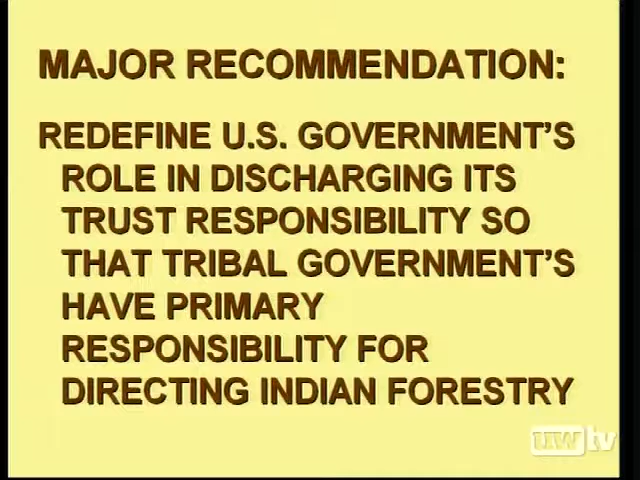 MAJOR RECOMMENDATION:
REDEFINE U.S. GOVERNMENT'S
ROLE IN DISCHARGING ITS
TRUST RESPONSIBILITY SO
THAT TRIBAL GOVERNMENT'S
HAVE PRIMARY
RESPONSIBILITY FOR
DIRECTING INDIAN FORESTRY
uwtv